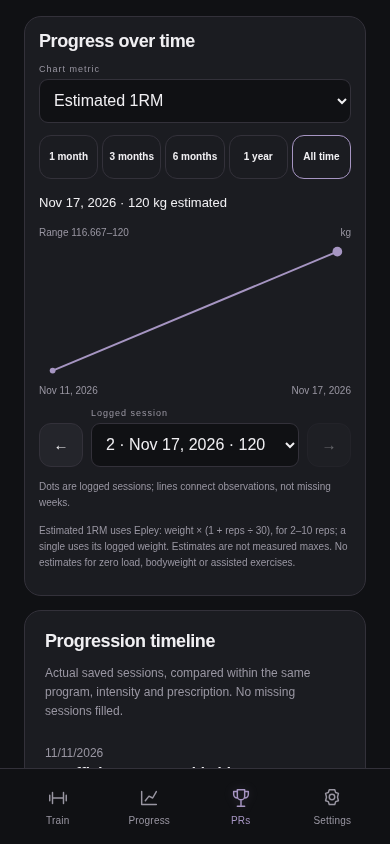 Progress over time
Chart metric
Estimated 1RM
1 month
3 months
6 months
1 year
All time
Nov 17, 2026 · 120 kg estimated
Range 116.667–120
kg
Nov 11, 2026
Nov 17, 2026
Logged session
←
2 · Nov 17, 2026 · 120
→
Dots are logged sessions; lines connect observations, not missing
weeks.
Estimated 1RM uses Epley: weight × (1 + reps ÷ 30), for 2–10 reps; a
single uses its logged weight. Estimates are not measured maxes. No
estimates for zero load, bodyweight or assisted exercises.
Progression timeline
Actual saved sessions, compared within the same
program, intensity and prescription. No missing
sessions filled.
11/11/2026
Train
Progress
PRs
Settings